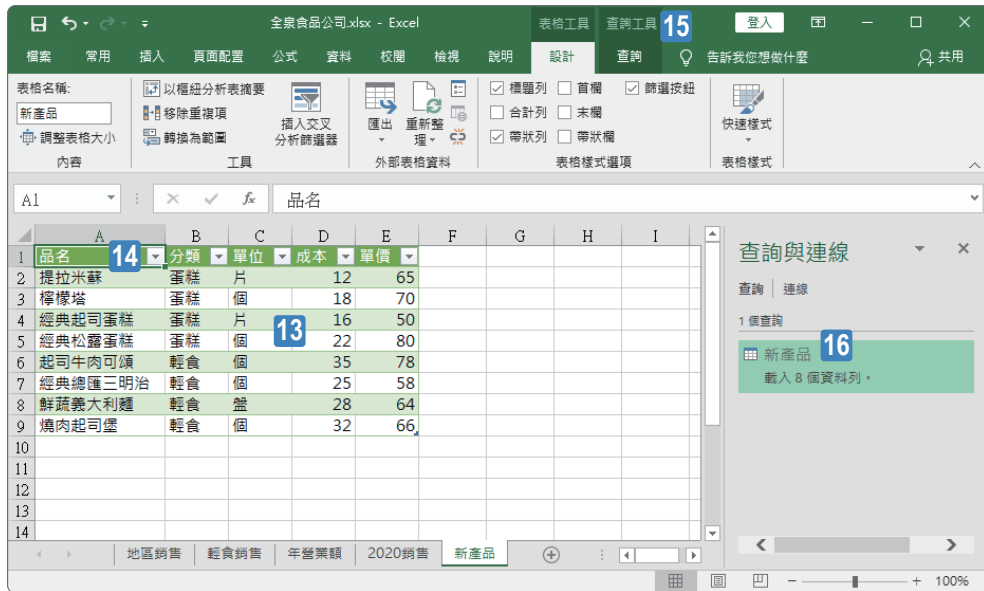 全泉食品公司.xlsx - Excel 表格工具 查詢工具 15 登入
檔案 常用 插入 頁面配置 公式 資料 校閱 檢視 說明 設計 查詢 告訴我您想做什麼 共用
表格名稱: 以樞紐分析表摘要 標題列 首欄 篩選按鈕
新產品 移除重複項 合計列 末欄
調整表格大小 轉換為範圍 帶狀列 帶狀欄
插入交叉
分析篩選器
匯出 重新整
理
快速樣式
內容 工具 外部表格資料 表格樣式選項 表格樣式
A1 fx 品名
A B C D E F G H I
1 品名 14 分類 單位 成本 單價
2 提拉米蘇 蛋糕 片 12 65
3 檸檬塔 蛋糕 個 18 70
4 經典起司蛋糕 蛋糕 片 16 50
13
5 經典松露蛋糕 蛋糕 個 22 80
6 起司牛肉可頌 輕食 個 35 78
7 經典總匯三明治 輕食 個 25 58
8 鮮蔬義大利麵 輕食 盤 28 64
9 燒肉起司堡 輕食 個 32 66
10
11
12
13
14
查詢與連線
查詢 連線
1 個查詢
新產品 16
載入 8 個資料列。
地區銷售 輕食銷售 年營業額 2020銷售 新產品
100%